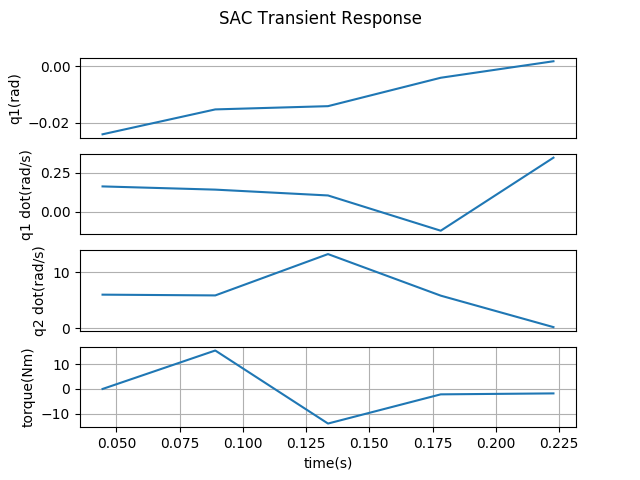 SAC Transient Response
0.00
−0.02
q1(rad)
0.25
0.00
q1 dot(rad/s)
10
0
q2 dot(rad/s)
10
0
−10
torque(Nm)
0.050 0.075 0.100 0.125 0.150 0.175 0.200 0.225
time(s)